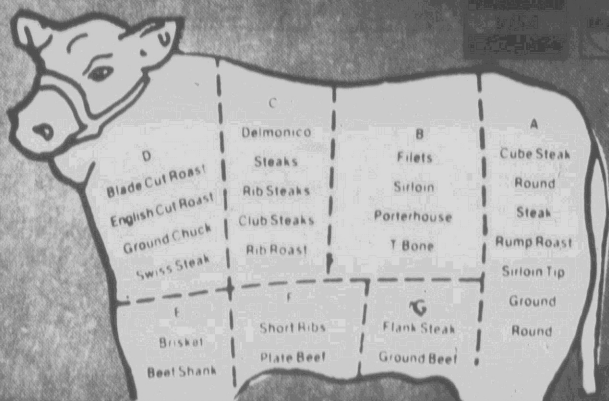 D
Blade Cut Roast
English Cut Roast
Ground Chuck
Swiss Steak
C
Delmonico
Steaks
Rib Steaks
Club Steaks
Rib Roast
B
Filets
Sirloin
Porterhouse
T Bone
A
Cube Steak
Round
Steak
Rump Roast
Sirloin Tip
Ground
Round
E
Brisket
Beef Shank
F
Short Ribs
Plate Beef
G
Flank Steak
Ground Beef